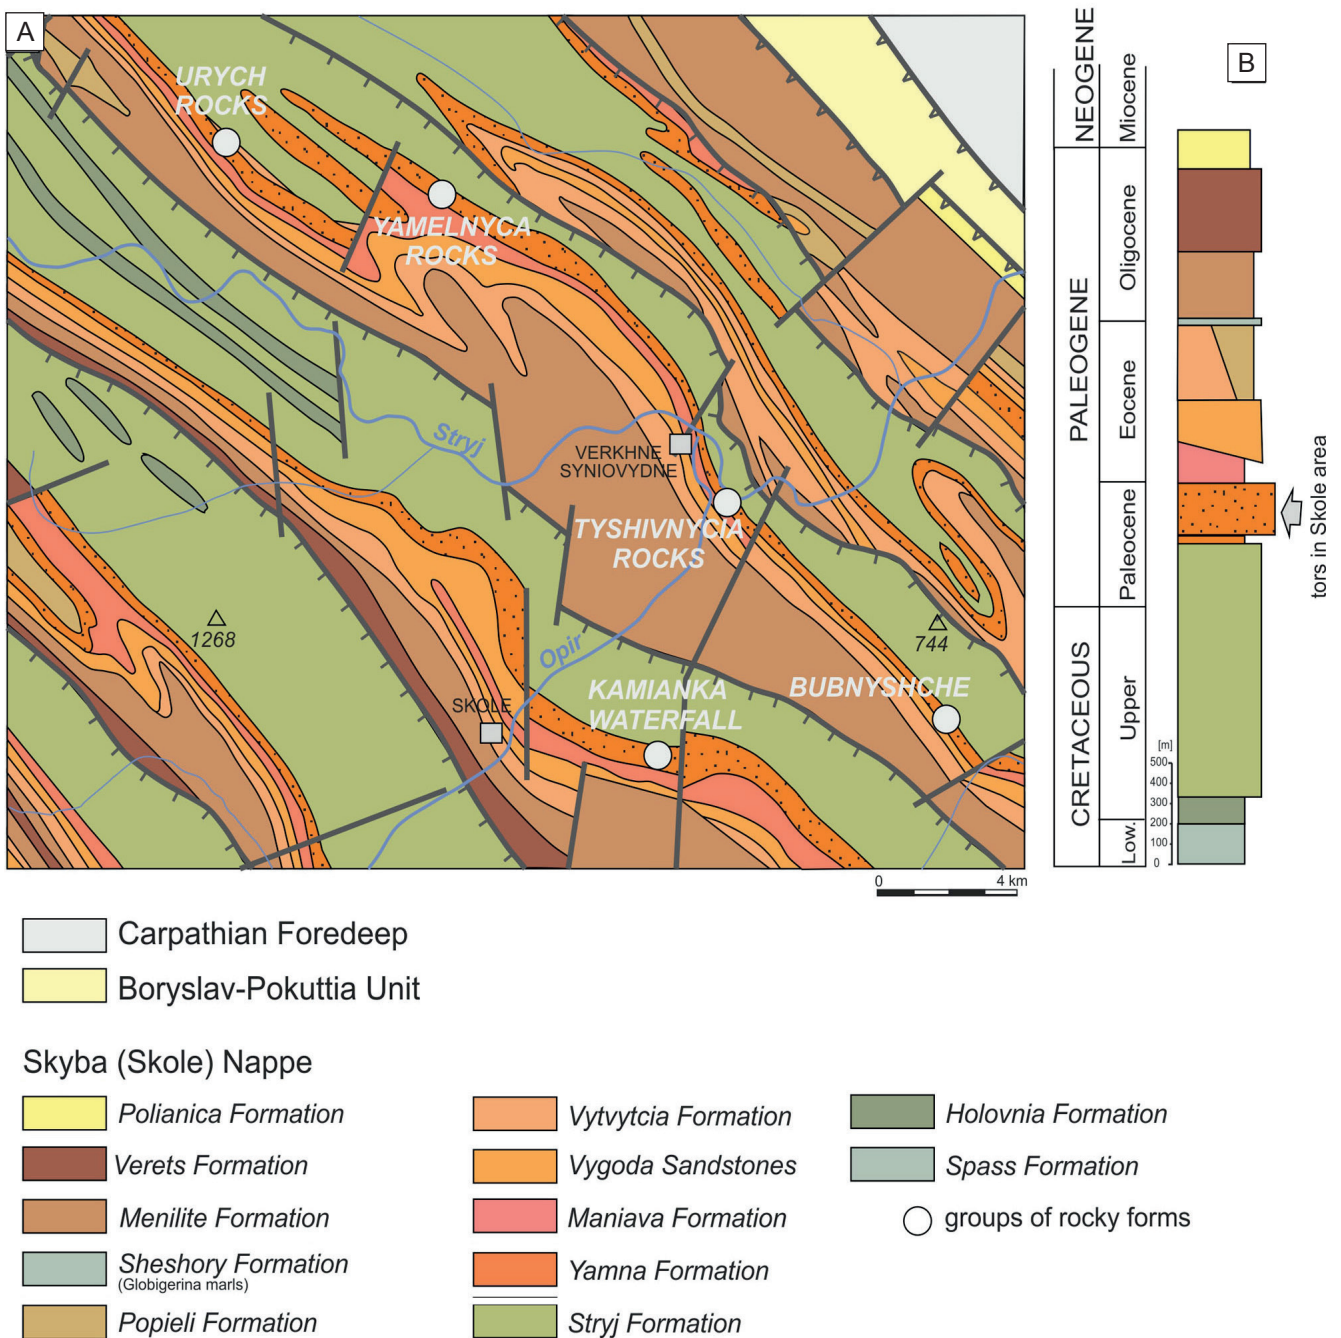 A
URYCH
ROCKS
YAMELNYCA
ROCKS
Stryj
VERKHNE
SYNIOVYDNE
TYSHIVNYCIA
ROCKS
1268
744
Opir
SKOLE
KAMIANKA
WATERFALL
BUBNYSHCHE
0 4 km
B
NEOGENE
Miocene
PALEOGENE
Oligocene
Eocene
Paleocene
CRETACEOUS
Upper
Low.
[m]
500
400
300
200
100
0
tors in Skole area
Carpathian Foredeep
Boryslav-Pokuttia Unit
Skyba (Skole) Nappe
Polianica Formation
Verets Formation
Menilite Formation
Sheshory Formation
(Globigerina marls)
Popieli Formation
Vytvytcia Formation
Vygoda Sandstones
Maniava Formation
Yamna Formation
Stryj Formation
Holovnia Formation
Spass Formation
groups of rocky forms